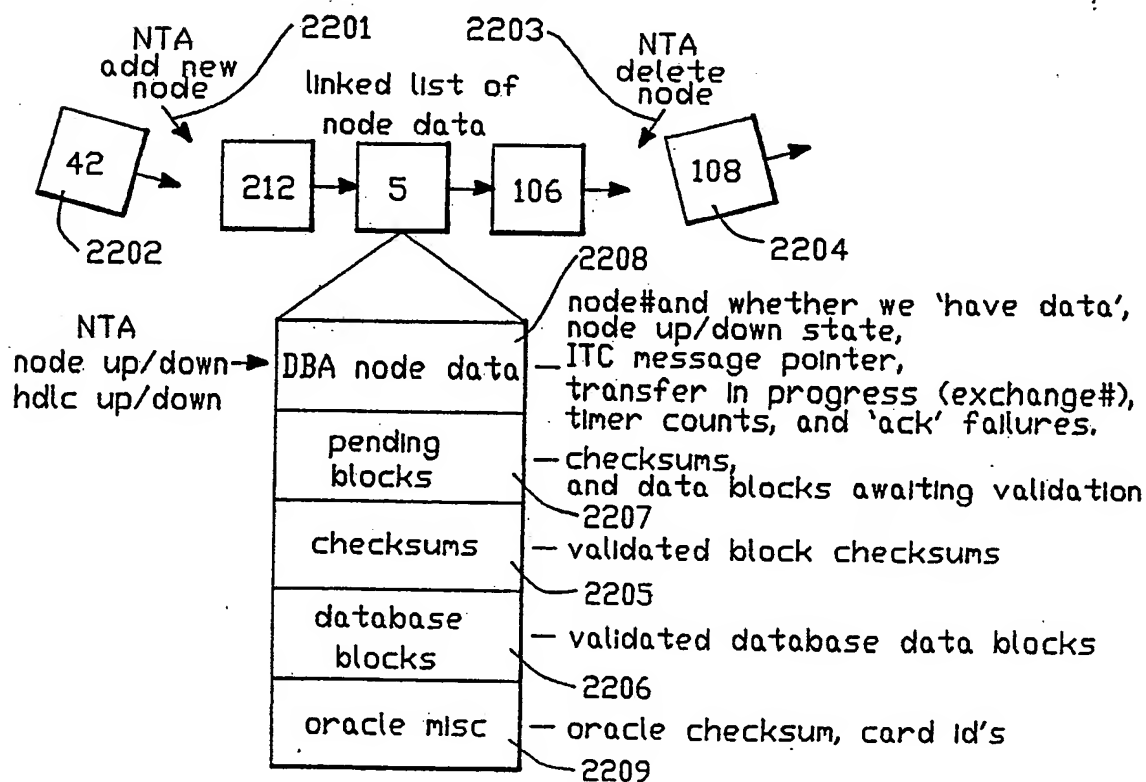 NTA
add new
node
2201
linked list of
node data
2203
NTA
delete
node
42
212
5
106
108
2202
2204
2208
NTA
node up/down
hdlc up/down
DBA node data
node#and whether we 'have data',
node up/down state,
ITC message pointer,
transfer in progress (exchange#),
timer counts, and 'ack' failures.
pending
blocks
checksums,
and data blocks awaiting validation
2207
checksums
validated block checksums
2205
database
blocks
validated database data blocks
2206
oracle misc
oracle checksum, card id's
2209